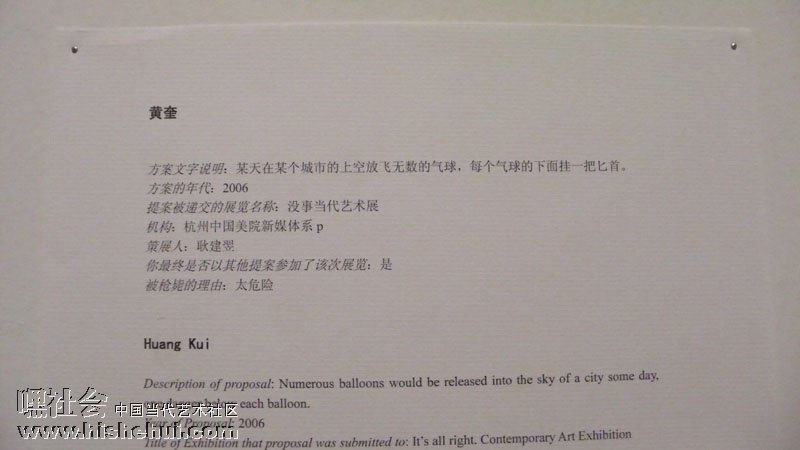 黄奎
方案文字说明：某天在某个城市的上空放飞无数的气球，每个气球的下面挂一把匕首。
方案的年代：2006
提案被递交的展览名称：没事当代艺术展
机构：杭州中国美院新媒体系 p
策展人：耿建翌
你最终是否以其他提案参加了该次展览：是
被枪毙的理由：太危险
Huang Kui
Description of proposal: Numerous balloons would be released into the sky of a city some day,
each balloon.
嘿社会 中国当代艺术社区
Year of Proposal: 2006
www.hishehui.com
Title of Exhibition that proposal was submitted to: It's all right. Contemporary Art Exhibition